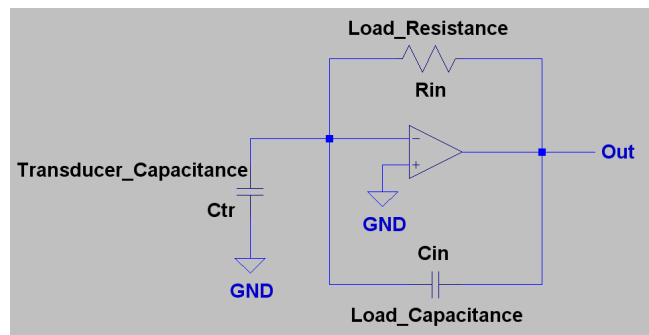 Load_Resistance
Rin
Transducer_Capacitance
Ctr
−
+
Out
GND
Cin
GND
Load_Capacitance